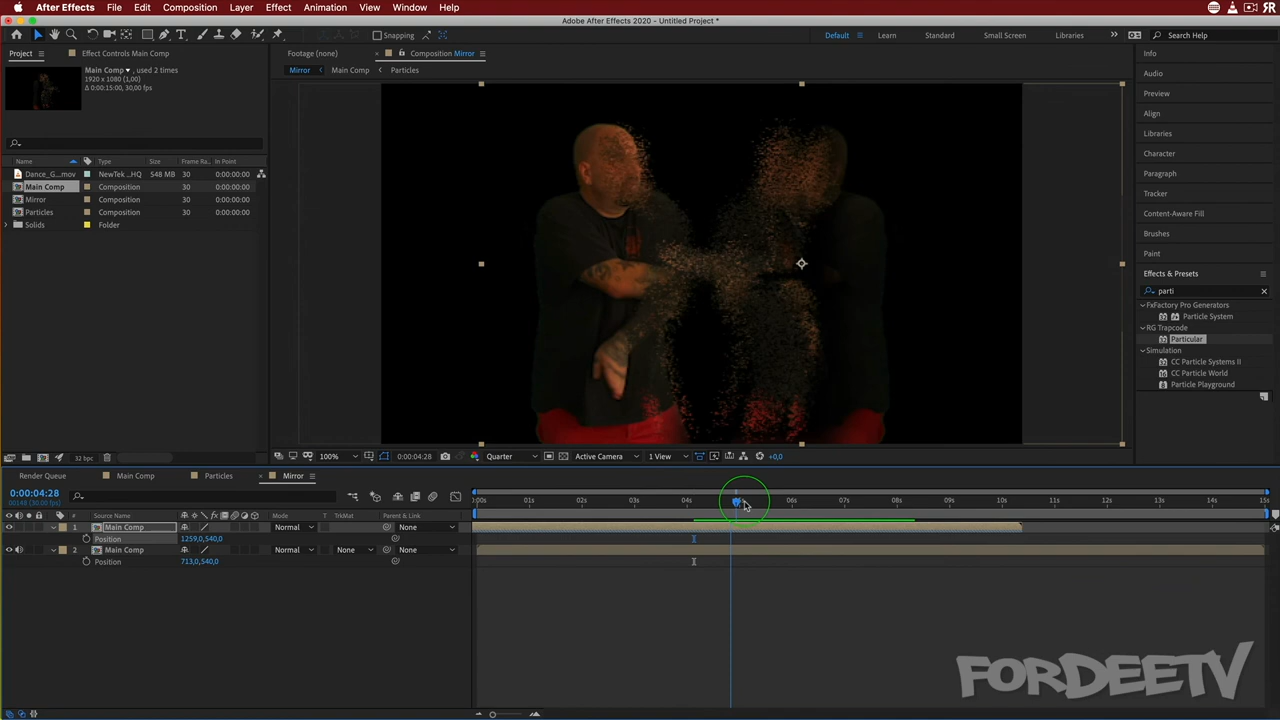 After Effects File Edit Composition Layer Effect Animation View Window Help
Adobe After Effects 2020 - Untitled Project *
Snapping Default Learn Standard Small Screen Libraries Search Help
Project Effect Controls Main Comp Footage (none) Composition Mirror
Info
Main Comp , used 2 times
1920 x 1080 (1,00)
Δ 0:00:15:00, 30,00 fps
Mirror Main Comp Particles
Audio
Preview
Align
Libraries
Character
Paragraph
Tracker
Content-Aware Fill
Brushes
Paint
Effects & Presets
parti
FxFactory Pro Generators
Particle System
RG Trapcode
Particular
Simulation
CC Particle Systems II
CC Particle World
Particle Playground
Name Type Size Frame Ra... In Point
Dance_G...mov NewTek ...HQ 548 MB 30 0:00:00:00
Main Comp Composition 30 0:00:00:00
Mirror Composition 30 0:00:00:00
Particles Composition 30 0:00:00:00
Solids Folder
32 bpc
100% 0:00:04:28 Quarter Active Camera 1 View +0,0
Render Queue Main Comp Particles Mirror
0:00:04:28
00148 (30,00 fps)
:00s 01s 02s 03s 04s 06s 07s 08s 09s 10s 11s 12s 13s 14s 15s
# Source Name Mode T TrkMat Parent & Link
1 Main Comp Normal None
Position 1259,0,540,0
2 Main Comp Normal None None
Position 713,0,540,0
FORDEETV